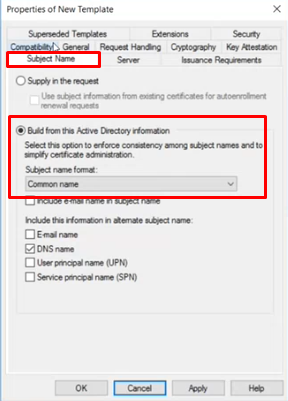 Properties of New Template
Superseded Templates Extensions Security
Compatibility General Request Handling Cryptography Key Attestation
Subject Name Server Issuance Requirements
Supply in the request
Use subject information from existing certificates for autoenrollment
renewal requests
Build from this Active Directory information
Select this option to enforce consistency among subject names and to
simplify certificate administration.
Subject name format:
Common name
Include e-mail name in subject name
Include this information in alternate subject name:
E-mail name
DNS name
User principal name (UPN)
Service principal name (SPN)
OK Cancel Apply Help